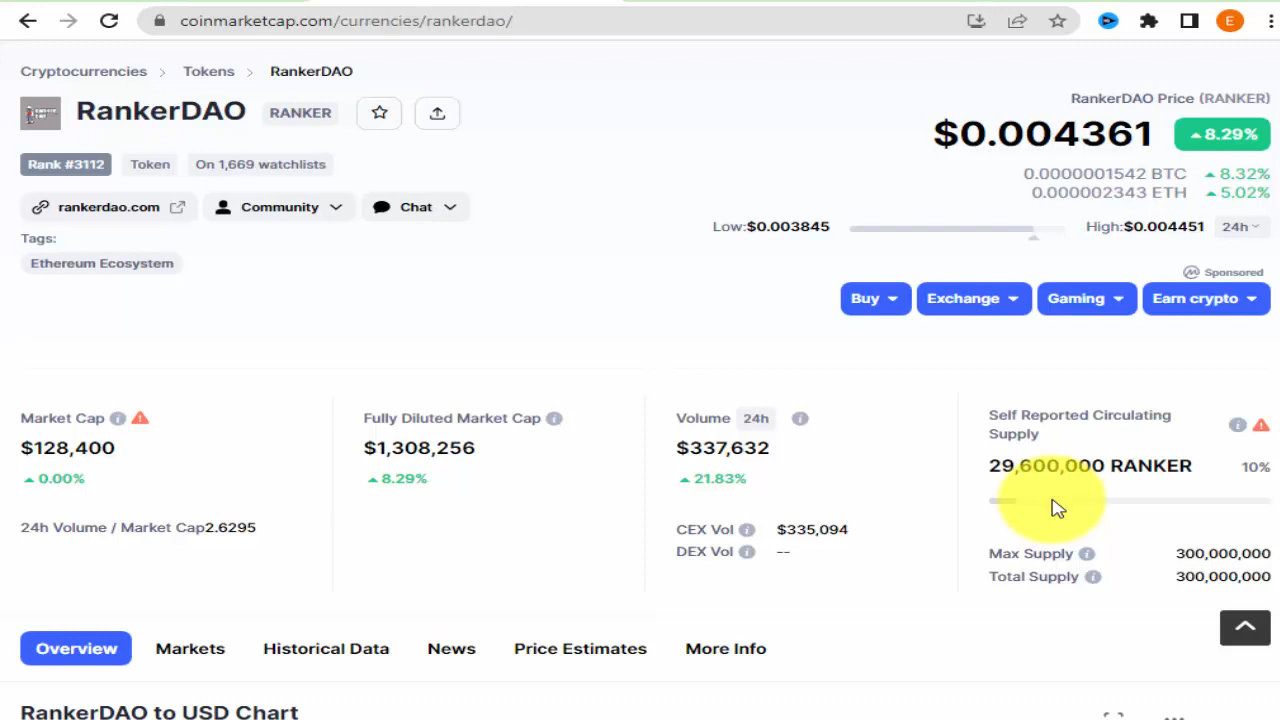 coinmarketcap.com/currencies/rankerdao/
E
Cryptocurrencies > Tokens > RankerDAO
RankerDAO RANKER
Rank #3112 Token On 1,669 watchlists
rankerdao.com Community Chat
Tags:
Ethereum Ecosystem
RankerDAO Price (RANKER)
$0.004361 8.29%
0.0000001542 BTC 8.32%
0.000002343 ETH 5.02%
Low:$0.003845 High:$0.004451 24h
Sponsored
Buy Exchange Gaming Earn crypto
Market Cap
$128,400
0.00%
24h Volume / Market Cap2.6295
Fully Diluted Market Cap
$1,308,256
8.29%
Volume 24h
$337,632
21.83%
CEX Vol $335,094
DEX Vol --
Self Reported Circulating
Supply
29,600,000 RANKER 10%
Max Supply 300,000,000
Total Supply 300,000,000
Overview Markets Historical Data News Price Estimates More Info
RankerDAO to USD Chart